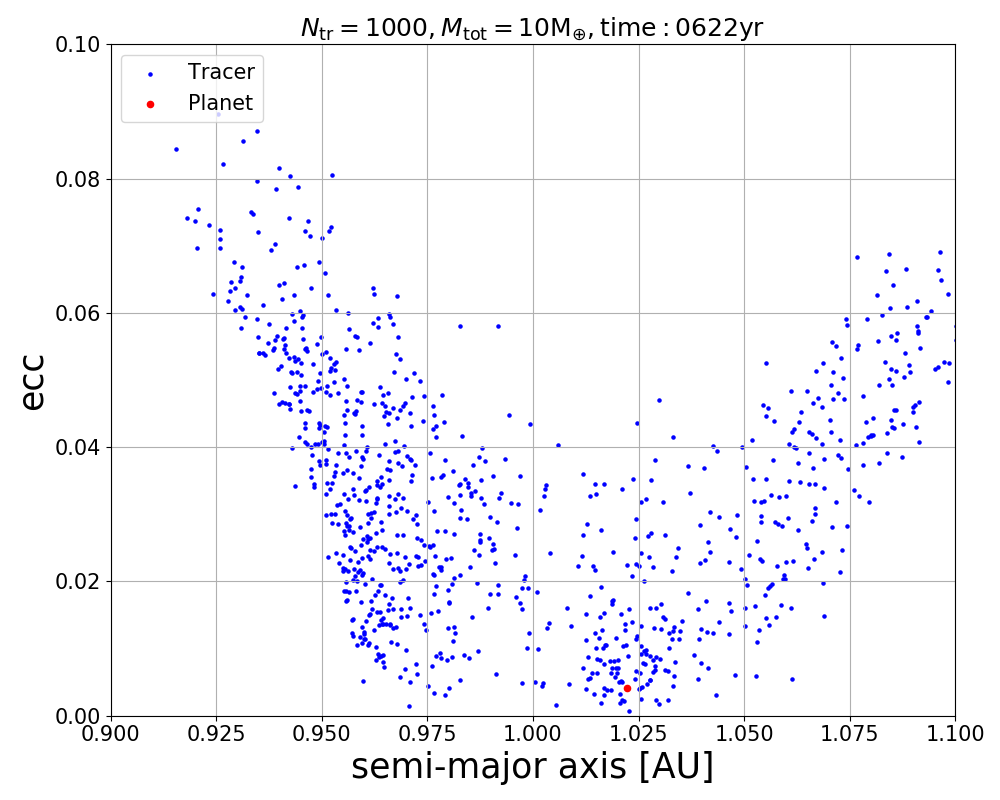 N_tr = 1000, M_tot = 10M_⊕, time : 0622yr
Tracer
Planet
ecc
0.10
0.08
0.06
0.04
0.02
0.00
0.900 0.925 0.950 0.975 1.000 1.025 1.050 1.075 1.100
semi-major axis [AU]